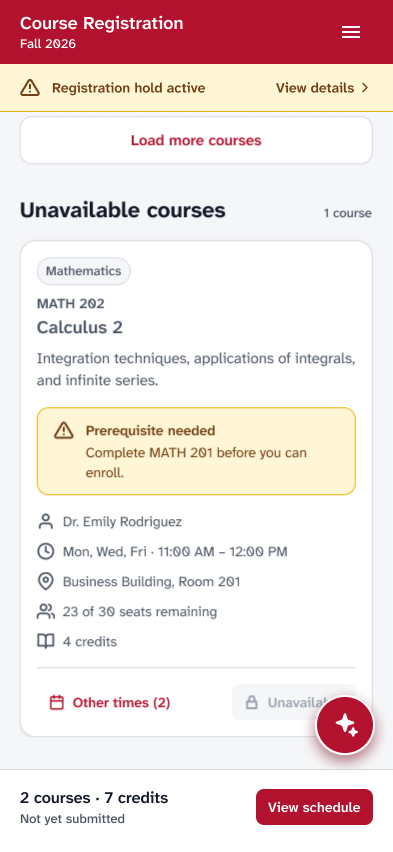 Course Registration
Fall 2026
Registration hold active
View details
Load more courses
Unavailable courses
1 course
Mathematics
MATH 202
Calculus 2
Integration techniques, applications of integrals,
and infinite series.
Prerequisite needed
Complete MATH 201 before you can
enroll.
Dr. Emily Rodriguez
Mon, Wed, Fri · 11:00 AM – 12:00 PM
Business Building, Room 201
23 of 30 seats remaining
4 credits
Other times (2)
2 courses · 7 credits
Not yet submitted
View schedule